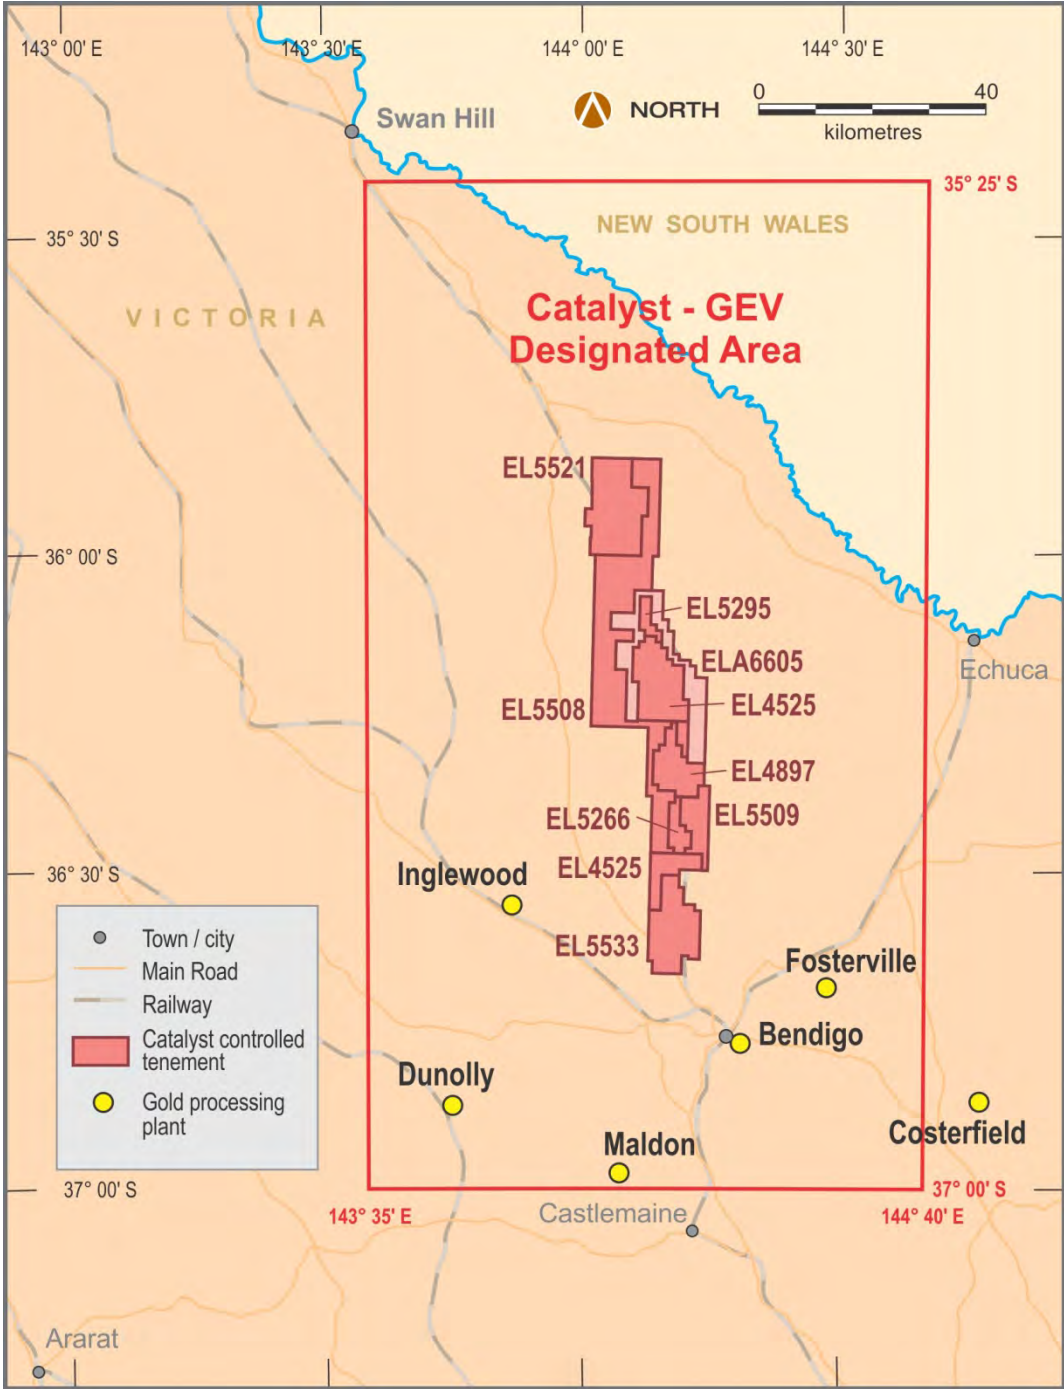 143° 00' E
143° 30' E
144° 00' E
144° 30' E
0
40
NORTH
kilometres
Swan Hill
35° 25' S
NEW SOUTH WALES
35° 30' S
VICTORIA
Catalyst - GEV
Designated Area
EL5521
36° 00' S
EL5295
Echuca
ELA6605
EL5508
EL4525
EL4897
EL5266
EL5509
EL4525
36° 30' S
Inglewood
EL5533
Fosterville
Bendigo
Town / city
Main Road
Railway
Catalyst controlled
tenement
Gold processing
plant
Dunolly
Costerfield
Maldon
37° 00' S
37° 00' S
143° 35' E
Castlemaine
144° 40' E
Ararat